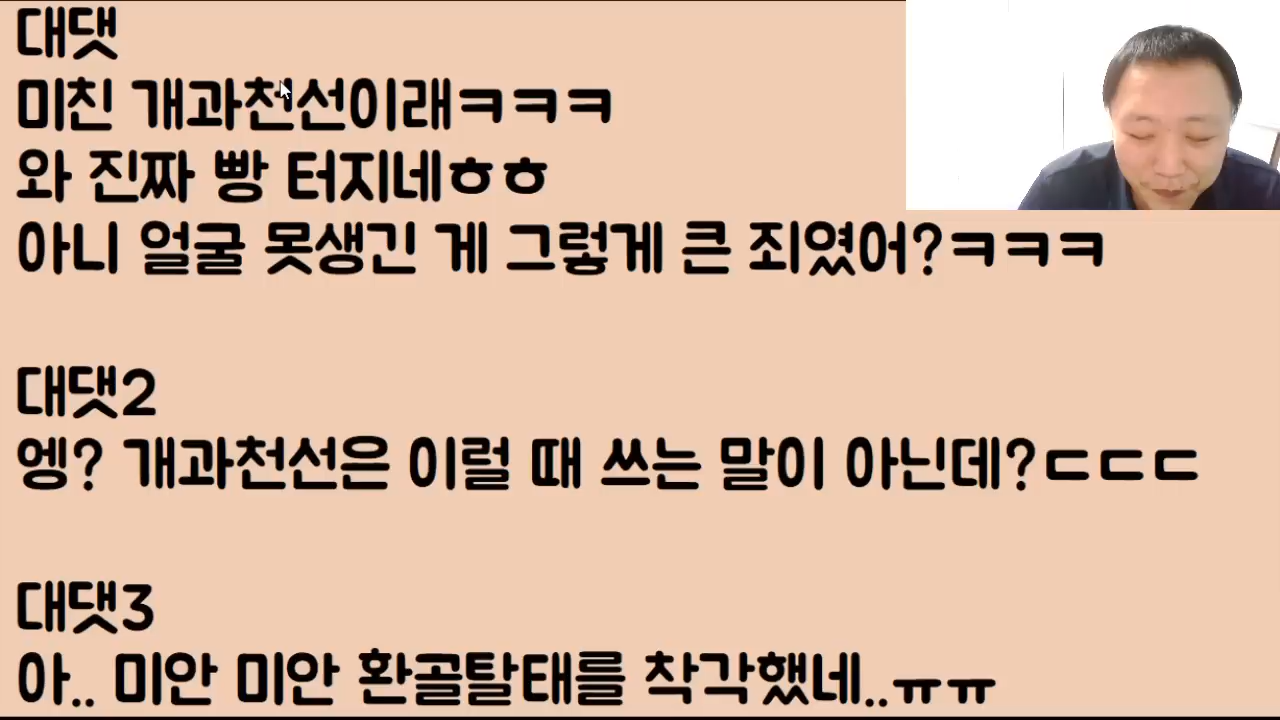 대댓
미친 개과천선이래ㅋㅋㅋ
와 진짜 빵 터지네ㅎㅎ
아니 얼굴 못생긴 게 그렇게 큰 죄였어?ㅋㅋㅋ
대댓2
엥? 개과천선은 이럴 때 쓰는 말이 아닌데?ㄷㄷㄷ
대댓3
아.. 미안 미안 환골탈태를 착각했네..ㅠㅠ